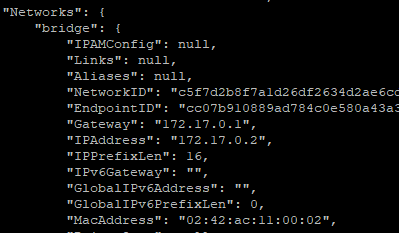 "Networks": {
"bridge": {
"IPAMConfig": null,
"Links": null,
"Aliases": null,
"NetworkID": "c5f7d2b8f7a1d26df2634d2ae6cc
"EndpointID": "cc07b910889ad784c0e580a43a3
"Gateway": "172.17.0.1",
"IPAddress": "172.17.0.2",
"IPPrefixLen": 16,
"IPv6Gateway": "",
"GlobalIPv6Address": "",
"GlobalIPv6PrefixLen": 0,
"MacAddress": "02:42:ac:11:00:02",